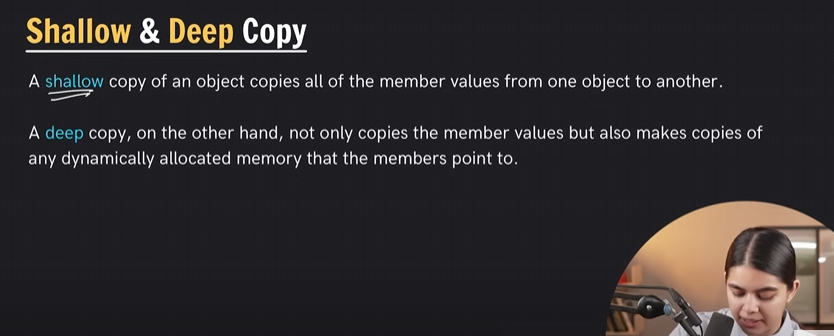 Shallow & Deep Copy
A shallow copy of an object copies all of the member values from one object to another.
A deep copy, on the other hand, not only copies the member values but also makes copies of
any dynamically allocated memory that the members point to.